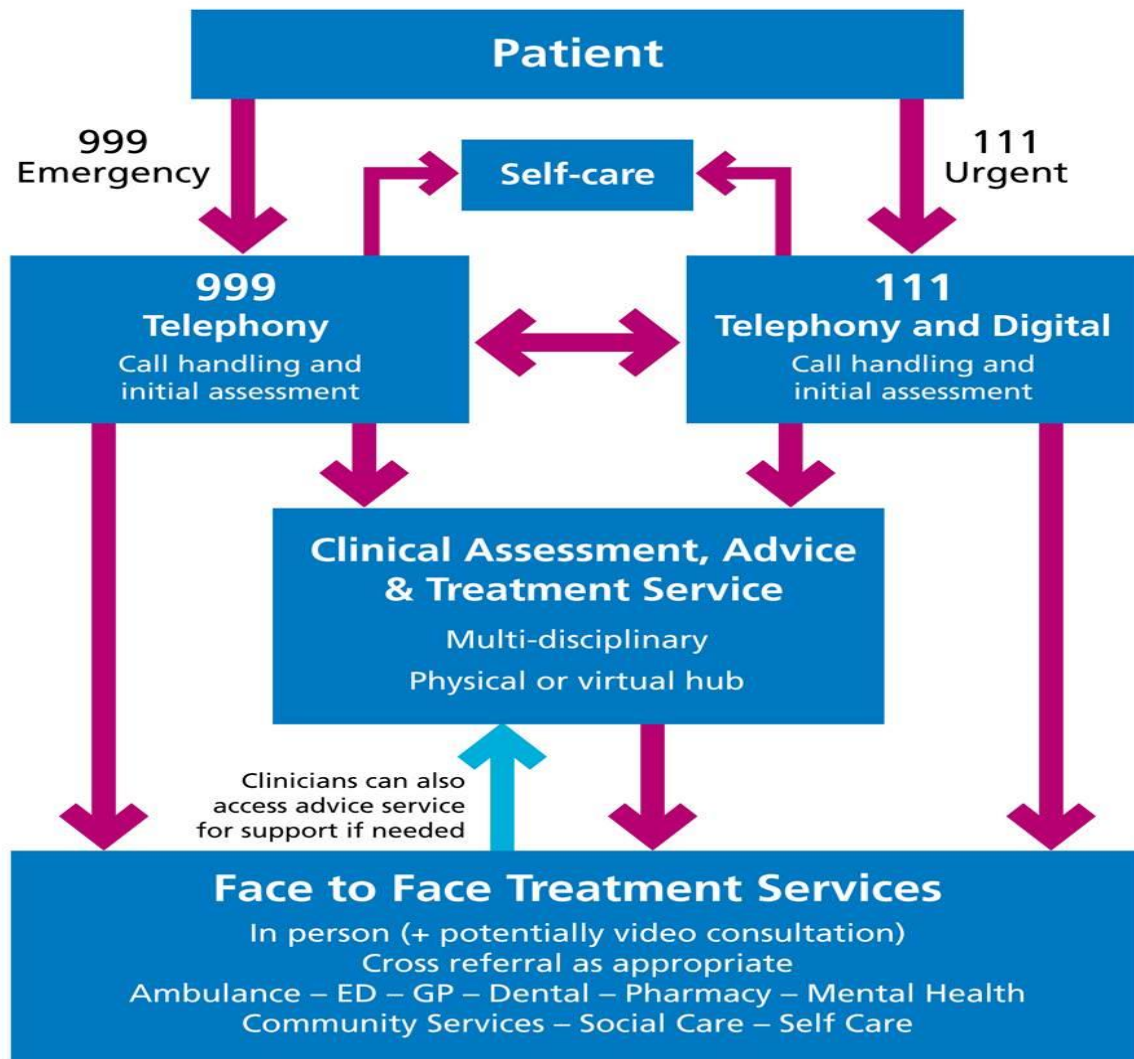 Patient
999
Emergency
111
Urgent
Self-care
999
Telephony
Call handling and
initial assessment
111
Telephony and Digital
Call handling and
initial assessment
Clinical Assessment, Advice
& Treatment Service
Multi-disciplinary
Physical or virtual hub
Clinicians can also
access advice service
for support if needed
Face to Face Treatment Services
In person (+ potentially video consultation)
Cross referral as appropriate
Ambulance – ED – GP – Dental – Pharmacy – Mental Health
Community Services – Social Care – Self Care